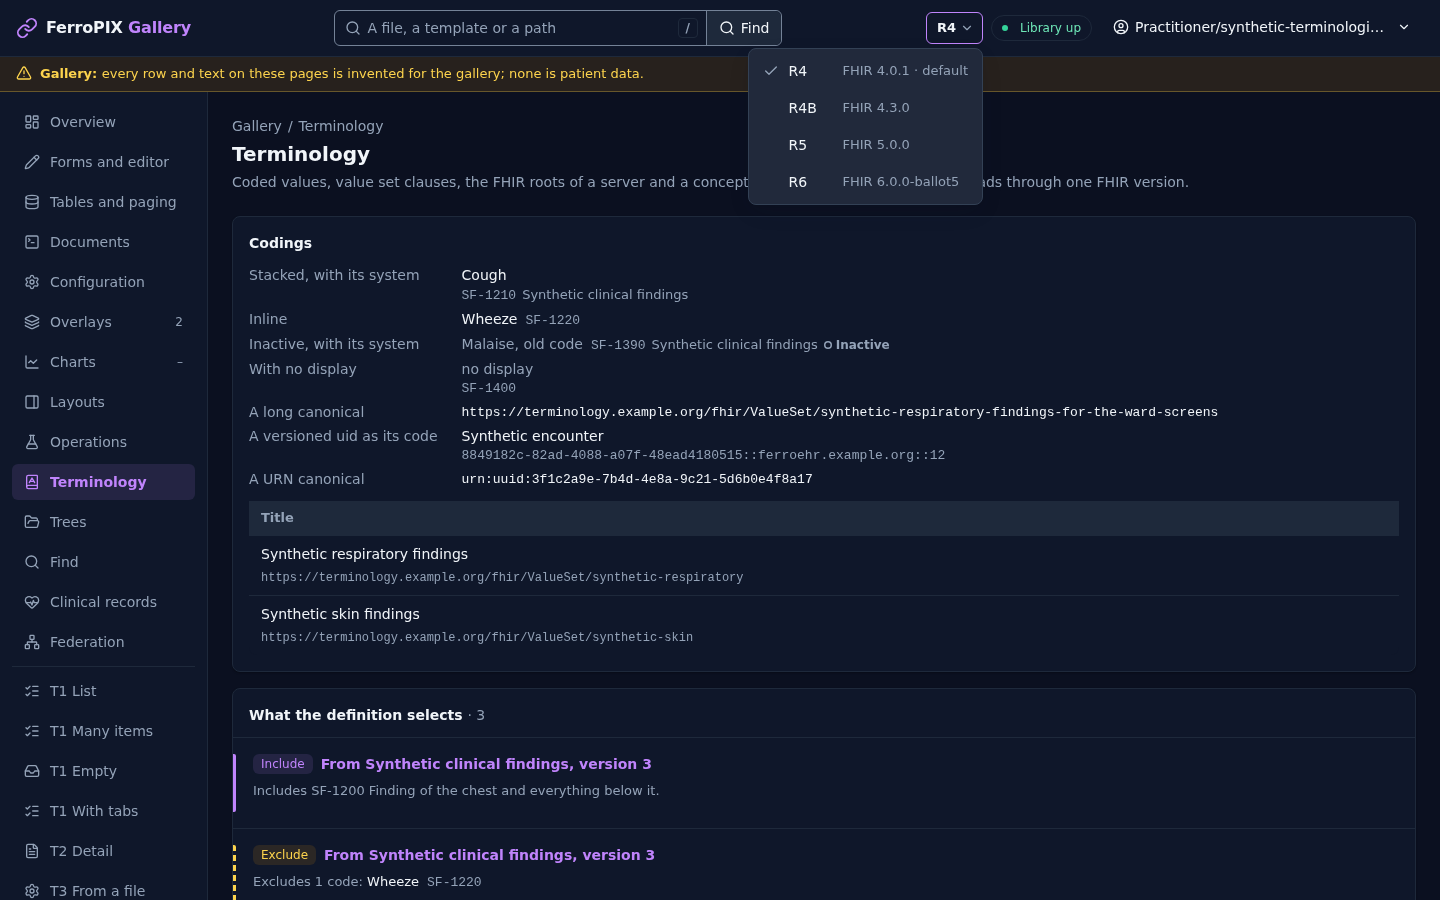 FerroPIX Gallery
A file, a template or a path
/
Find
R4
Library up
Practitioner/synthetic-terminologi...
Gallery: every row and text on these pages is invented for the gallery; none is patient data.
R4 FHIR 4.0.1 · default
R4B FHIR 4.3.0
R5 FHIR 5.0.0
R6 FHIR 6.0.0-ballot5
Overview
Forms and editor
Tables and paging
Documents
Configuration
Overlays 2
Charts –
Layouts
Operations
Terminology
Trees
Find
Clinical records
Federation
T1 List
T1 Many items
T1 Empty
T1 With tabs
T2 Detail
T3 From a file
Gallery / Terminology
Terminology
Coded values, value set clauses, the FHIR roots of a server and a concept ads through one FHIR version.
Codings
Stacked, with its system Cough
SF-1210 Synthetic clinical findings
Inline Wheeze SF-1220
Inactive, with its system Malaise, old code SF-1390 Synthetic clinical findings Inactive
With no display no display
SF-1400
A long canonical https://terminology.example.org/fhir/ValueSet/synthetic-respiratory-findings-for-the-ward-screens
A versioned uid as its code Synthetic encounter
8849182c-82ad-4088-a07f-48ead4180515::ferroehr.example.org::12
A URN canonical urn:uuid:3f1c2a9e-7b4d-4e8a-9c21-5d6b0e4f8a17
Title
Synthetic respiratory findings
https://terminology.example.org/fhir/ValueSet/synthetic-respiratory
Synthetic skin findings
https://terminology.example.org/fhir/ValueSet/synthetic-skin
What the definition selects · 3
Include From Synthetic clinical findings, version 3
Includes SF-1200 Finding of the chest and everything below it.
Exclude From Synthetic clinical findings, version 3
Excludes 1 code: Wheeze SF-1220